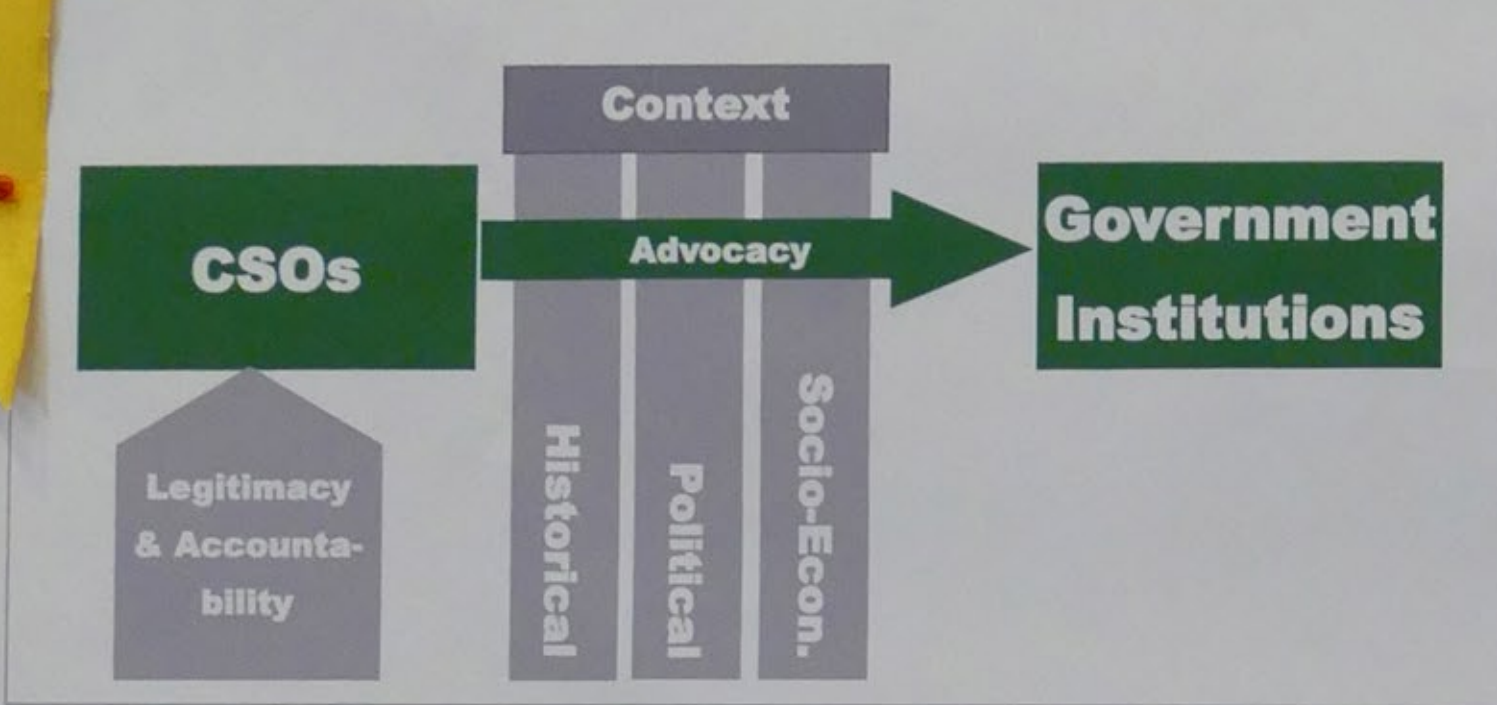 Context
CSOs
Advocacy
Government
Institutions
Legitimacy
& Accounta-
bility
Historical
Political
Socio-Econ.